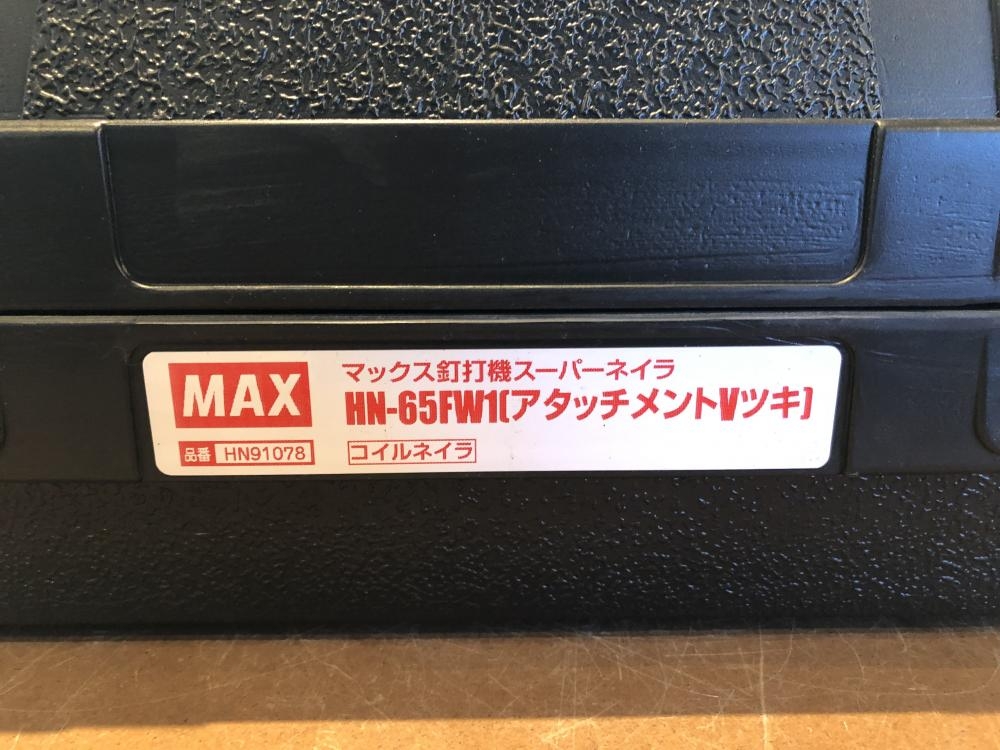 MAX
マックス釘打機スーパーネイラ
HN-65FW1(アタッチメントVツキ)
品番 HN91078
コイルネイラ